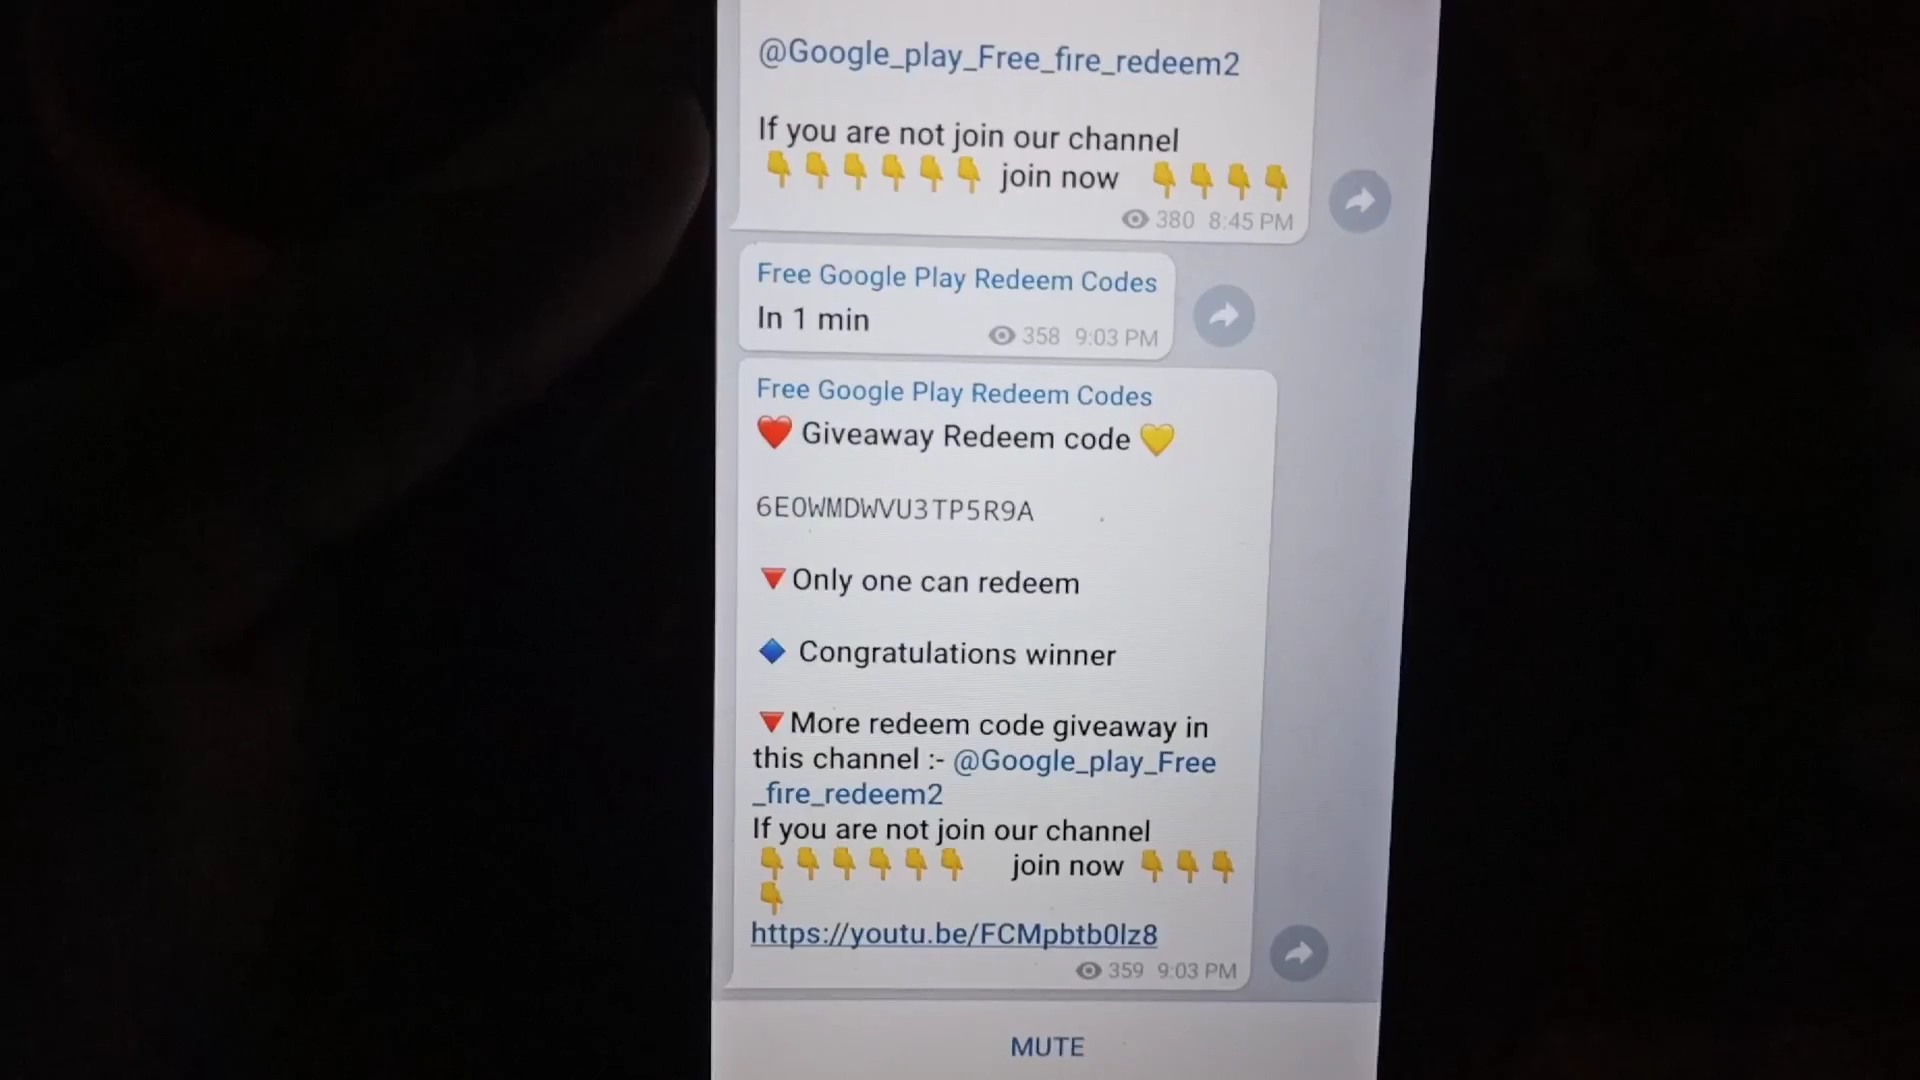 @Google_play_Free_fire_redeem2
If you are not join our channel
👇👇👇👇👇👇 join now 👇👇👇👇
380 8:45 PM
Free Google Play Redeem Codes
In 1 min
358 9:03 PM
Free Google Play Redeem Codes
❤️ Giveaway Redeem code 💛
6E0WMDWVU3TP5R9A
🔻Only one can redeem
🔹 Congratulations winner
🔻More redeem code giveaway in
this channel :- @Google_play_Free
_fire_redeem2
If you are not join our channel
👇👇👇👇👇👇 join now 👇👇👇
👇
https://youtu.be/FCMpbtb0lz8
359 9:03 PM
MUTE